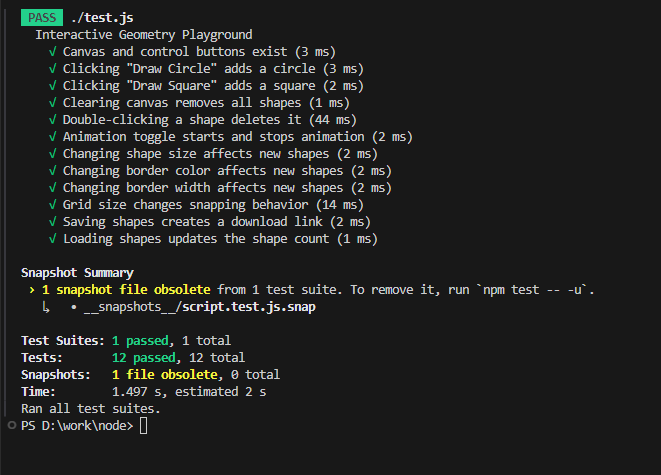 PASS ./test.js
Interactive Geometry Playground
√ Canvas and control buttons exist (3 ms)
√ Clicking "Draw Circle" adds a circle (3 ms)
√ Clicking "Draw Square" adds a square (2 ms)
√ Clearing canvas removes all shapes (1 ms)
√ Double-clicking a shape deletes it (44 ms)
√ Animation toggle starts and stops animation (2 ms)
√ Changing shape size affects new shapes (2 ms)
√ Changing border color affects new shapes (2 ms)
√ Changing border width affects new shapes (2 ms)
√ Grid size changes snapping behavior (14 ms)
√ Saving shapes creates a download link (2 ms)
√ Loading shapes updates the shape count (1 ms)
Snapshot Summary
› 1 snapshot file obsolete from 1 test suite. To remove it, run `npm test -- -u`.
↳ • __snapshots__/script.test.js.snap
Test Suites: 1 passed, 1 total
Tests: 12 passed, 12 total
Snapshots: 1 file obsolete, 0 total
Time: 1.497 s, estimated 2 s
Ran all test suites.
PS D:\work\node>